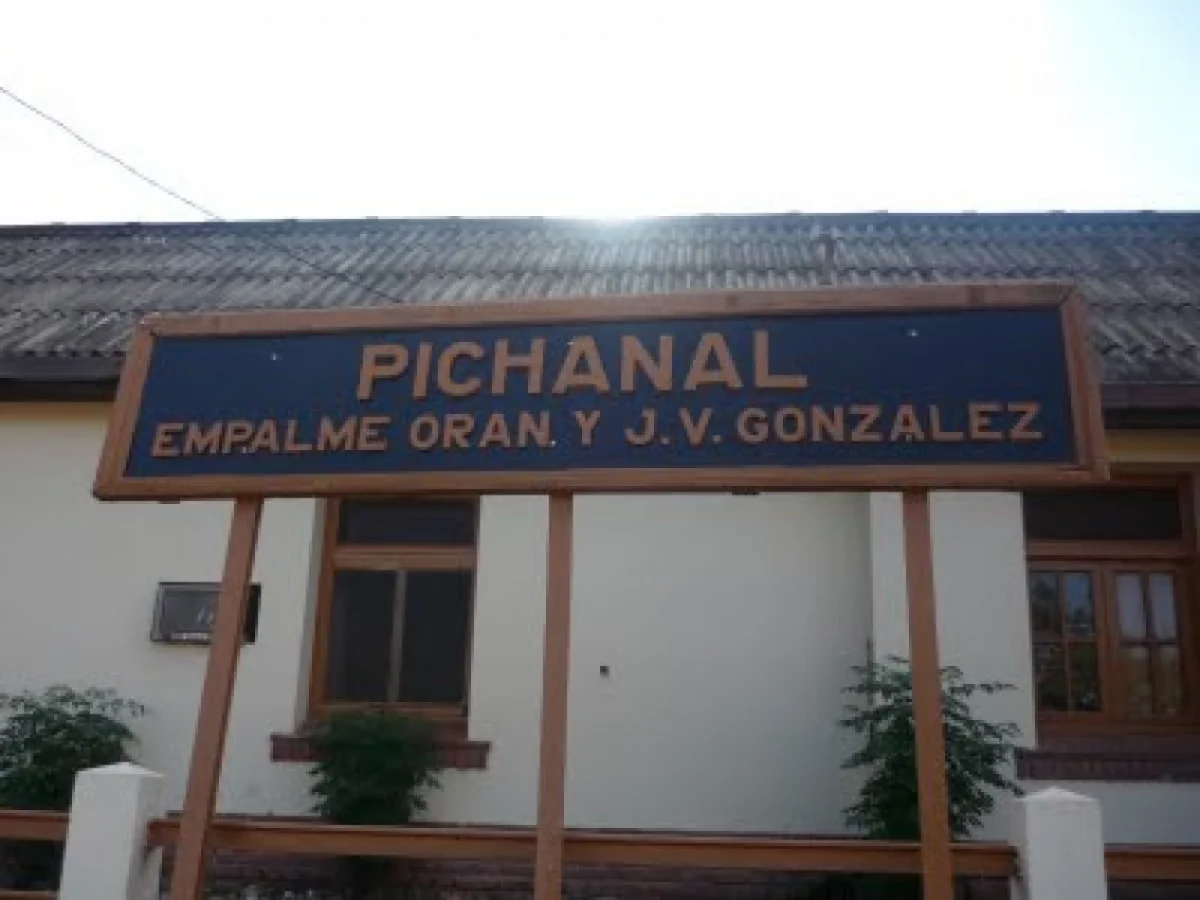 PICHANAL
EMPALME ORAN Y J.V. GONZALEZ